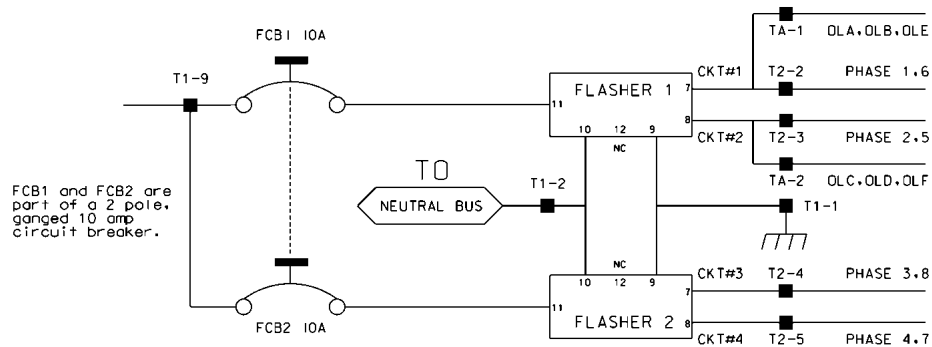 FCB1 10A
T1-9
TA-1 OLA.OLB.OLE
CKT#1 T2-2 PHASE 1.6
7
FLASHER 1
11
8
10 12 9
NC
CKT#2 T2-3 PHASE 2.5
TA-2 OLC.OLD.OLF
TO
NEUTRAL BUS
T1-2
T1-1
FCB1 and FCB2 are
part of a 2 pole.
ganged 10 amp
circuit breaker.
NC
10 12 9
CKT#3 T2-4 PHASE 3.8
7
11
FLASHER 2
8
CKT#4 T2-5 PHASE 4.7
FCB2 10A